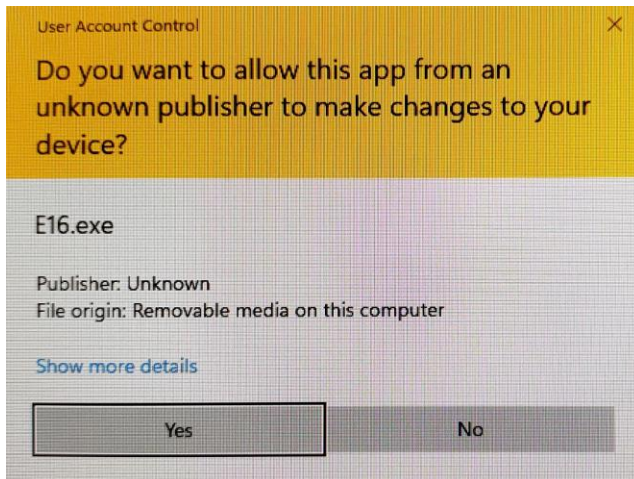 User Account Control
Do you want to allow this app from an
unknown publisher to make changes to your
device?
E16.exe
Publisher: Unknown
File origin: Removable media on this computer
Show more details
Yes
No